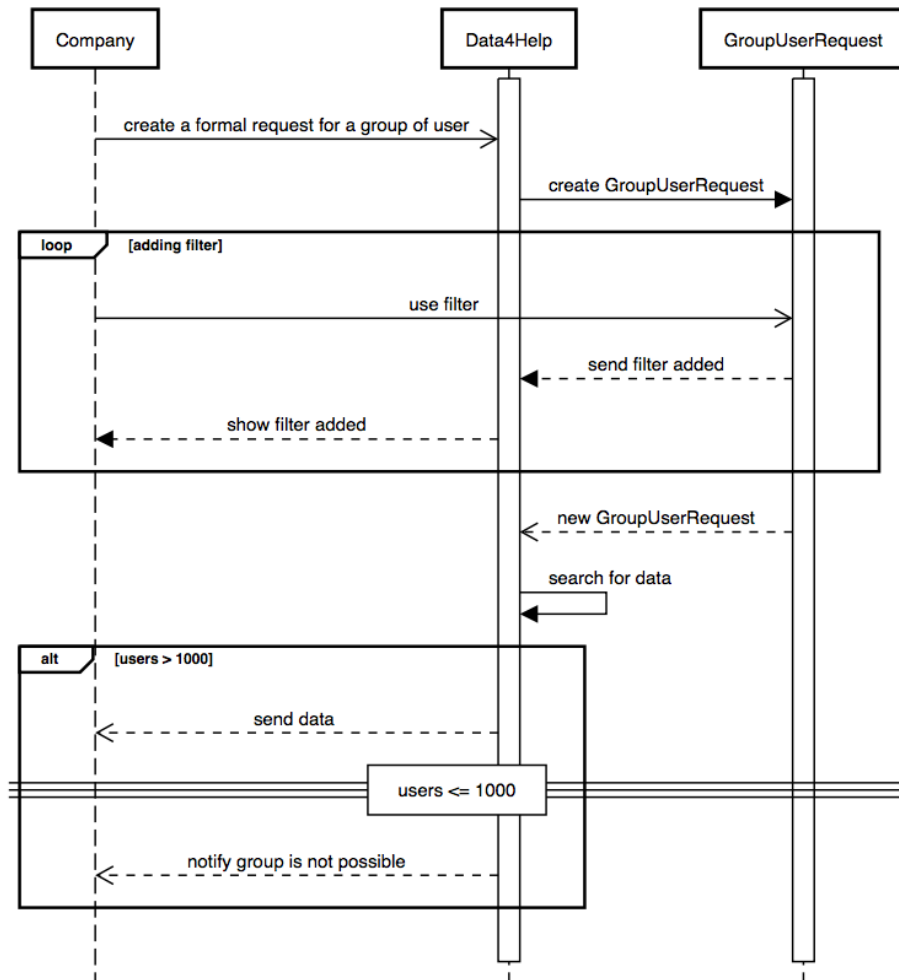 Company
Data4Help
GroupUserRequest
create a formal request for a group of user
create GroupUserRequest
loop
[adding filter]
use filter
send filter added
show filter added
new GroupUserRequest
search for data
alt
[users > 1000]
send data
users <= 1000
notify group is not possible